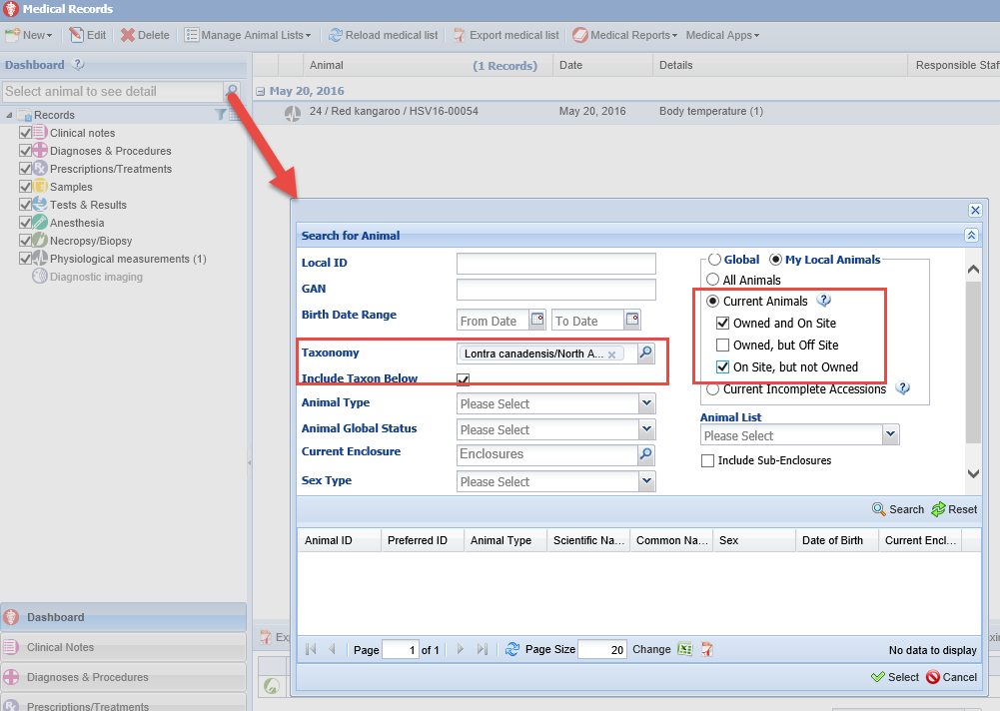 Medical Records
New Edit Delete Manage Animal Lists Reload medical list Export medical list Medical Reports Medical Apps
Dashboard
Select animal to see detail
Records
Clinical notes
Diagnoses & Procedures
Prescriptions/Treatments
Samples
Tests & Results
Anesthesia
Necropsy/Biopsy
Physiological measurements (1)
Diagnostic imaging
Animal (1 Records) Date Details Responsible Staf
May 20, 2016
24 / Red kangaroo / HSV16-00054 May 20, 2016 Body temperature (1)
Search for Animal
Local ID
GAN
Birth Date Range From Date To Date
Taxonomy Lontra canadensis/North A...
Include Taxon Below
Animal Type Please Select
Animal Global Status Please Select
Current Enclosure Enclosures
Sex Type Please Select
Global My Local Animals
All Animals
Current Animals
Owned and On Site
Owned, but Off Site
On Site, but not Owned
Current Incomplete Accessions
Animal List
Please Select
Include Sub-Enclosures
Search Reset
Animal ID Preferred ID Animal Type Scientific Na... Common Na... Sex Date of Birth Current Encl...
Page 1 of 1 Page Size 20 Change No data to display
Select Cancel
Dashboard
Clinical Notes
Diagnoses & Procedures
Prescriptions/Treatments